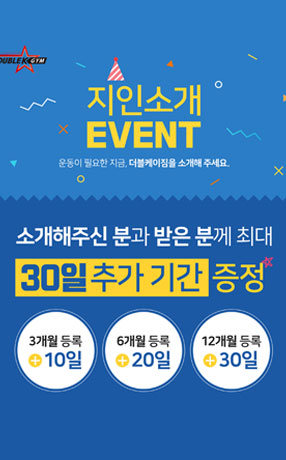 DOUBLE K GYM
지인소개
EVENT
운동이 필요한 지금, 더블케이짐을 소개해 주세요.
소개해주신 분과 받은 분께 최대
30일 추가 기간 증정
3개월 등록
+10일
6개월 등록
+20일
12개월 등록
+30일